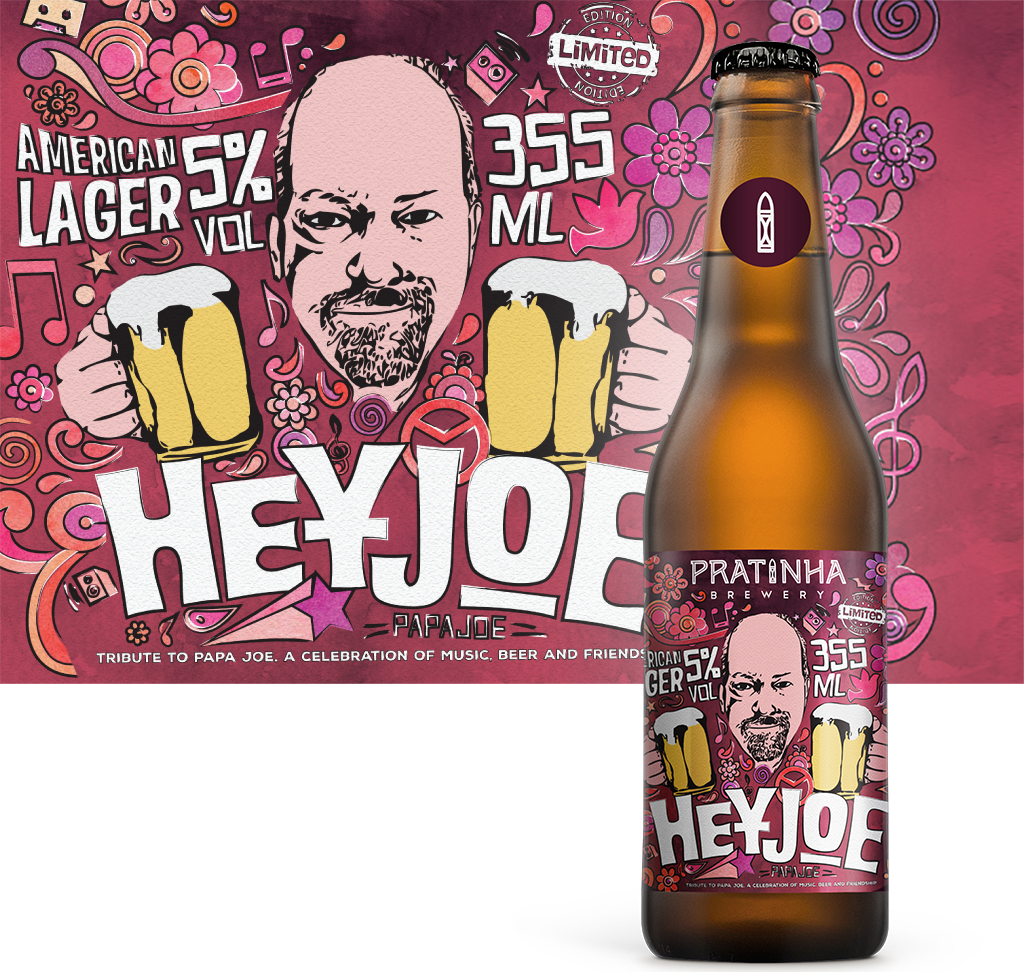 EDITION
LiMiTED
EDITION
AMERICAN
LAGER
5%
VOL
355
ML
HEYJOE
PAPAJOE
TRIBUTE TO PAPA JOE. A CELEBRATION OF MUSIC. BEER AND FRIENDS
PRATINHA
BREWERY
EDITION
LiMiTED
RICAN
GER
5%
VOL
355
ML
HEYJOE
PAPAJOE
TRIBUTE TO PAPA JOE. A CELEBRATION OF MUSIC. BEER AND FRIENDSHIP